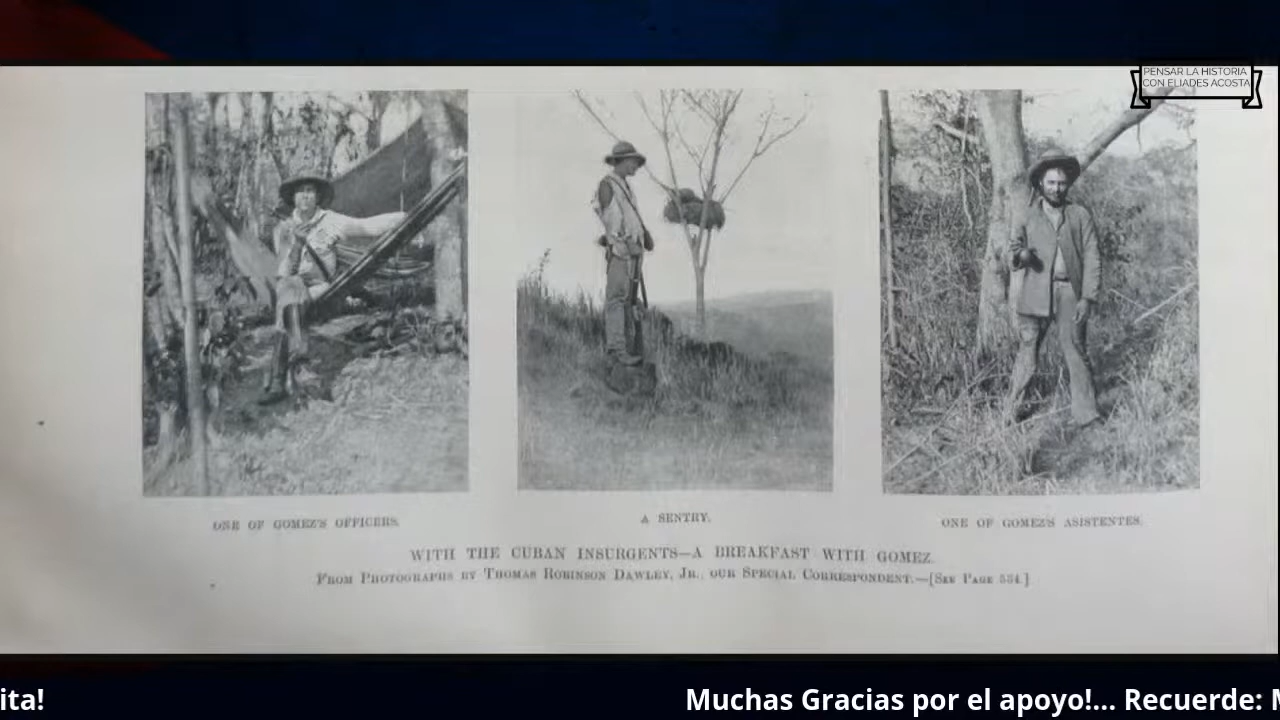 PENSAR LA HISTORIA
CON ELIADES ACOSTA
ONE OF GOMEZ'S OFFICERS.
A SENTRY.
ONE OF GOMEZ'S ASISTENTES.
WITH THE CUBAN INSURGENTS—A BREAKFAST WITH GOMEZ.
FROM PHOTOGRAPHS BY THOMAS ROBINSON DAWLEY, JR., OUR SPECIAL CORRESPONDENT.—[SEE PAGE 534.]
ita!
Muchas Gracias por el apoyo!... Recuerde: M